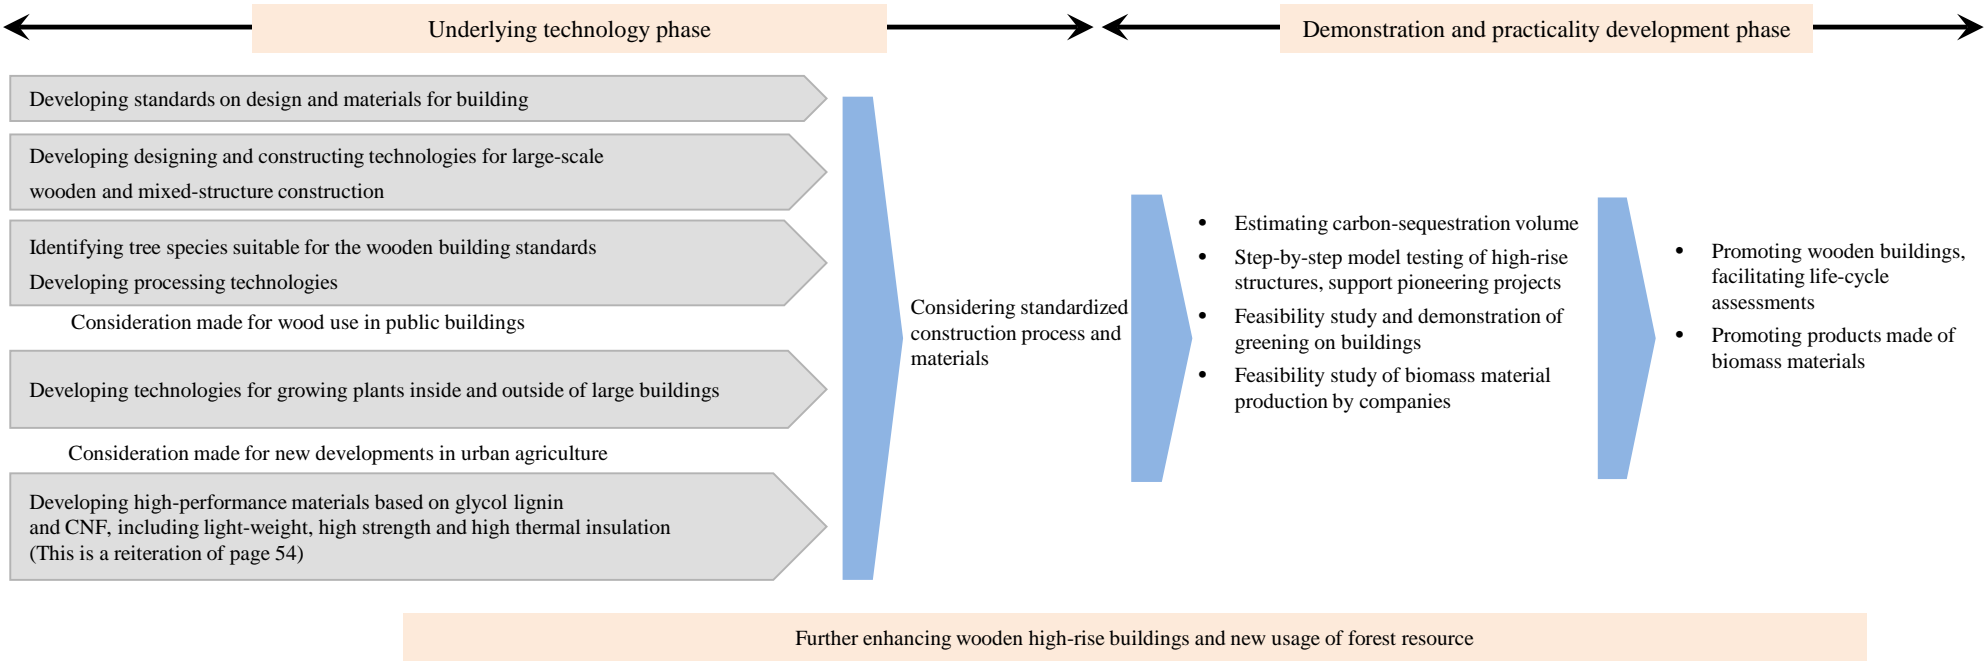 Underlying technology phase
Demonstration and practicality development phase
Developing standards on design and materials for building
Developing designing and constructing technologies for large-scale
wooden and mixed-structure construction
Identifying tree species suitable for the wooden building standards
Developing processing technologies
Consideration made for wood use in public buildings
Developing technologies for growing plants inside and outside of large buildings
Consideration made for new developments in urban agriculture
Developing high-performance materials based on glycol lignin
and CNF, including light-weight, high strength and high thermal insulation
(This is a reiteration of page 54)
Considering standardized
construction process and
materials
• Estimating carbon-sequestration volume
• Step-by-step model testing of high-rise
structures, support pioneering projects
• Feasibility study and demonstration of
greening on buildings
• Feasibility study of biomass material
production by companies
• Promoting wooden buildings,
facilitating life-cycle
assessments
• Promoting products made of
biomass materials
Further enhancing wooden high-rise buildings and new usage of forest resource